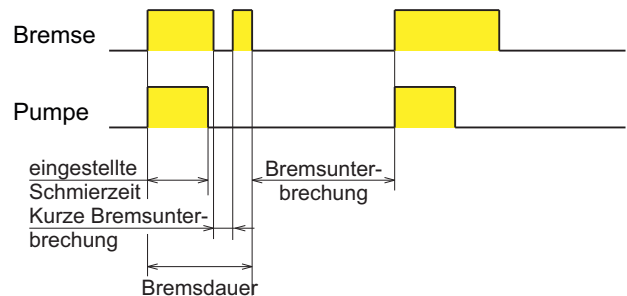 Bremse
Pumpe
eingestellte
Schmierzeit
Bremsunter-
brechung
Kurze Bremsunter-
brechung
Bremsdauer